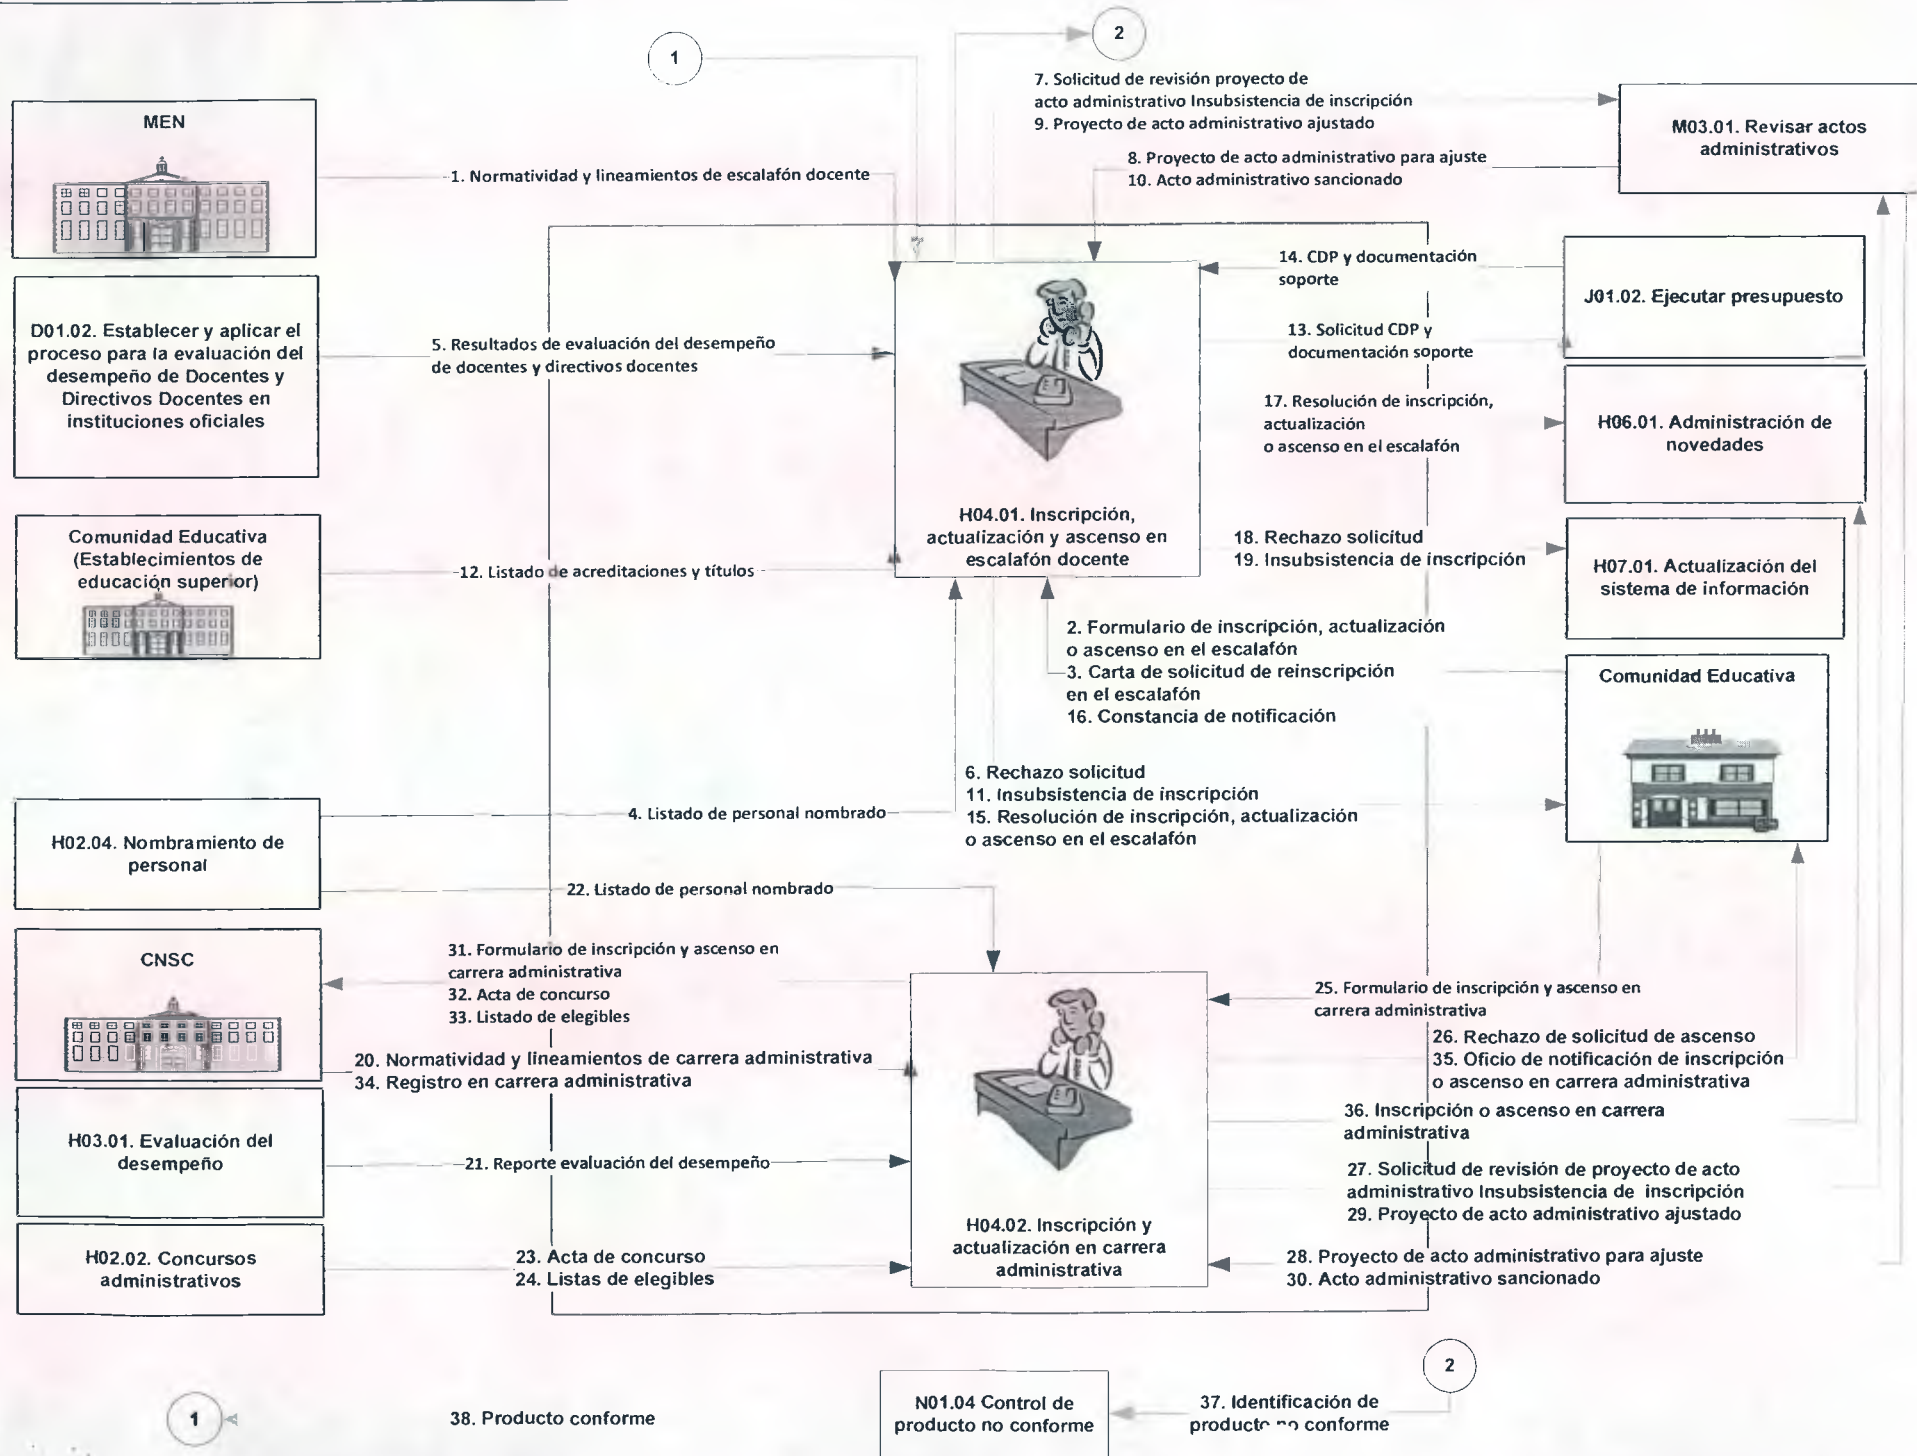 1
2
7. Solicitud de revisión proyecto de
acto administrativo Insubsistencia de inscripción
9. Proyecto de acto administrativo ajustado
MEN
M03.01. Revisar actos
administrativos
8. Proyecto de acto administrativo para ajuste
10. Acto administrativo sancionado
1. Normatividad y lineamientos de escalafón docente
14. CDP y documentación
soporte
J01.02. Ejecutar presupuesto
13. Solicitud CDP y
documentación soporte
D01.02. Establecer y aplicar el
proceso para la evaluación del
desempeño de Docentes y
Directivos Docentes en
instituciones oficiales
5. Resultados de evaluación del desempeño
de docentes y directivos docentes
17. Resolución de inscripción,
actualización
o ascenso en el escalafón
H06.01. Administración de
novedades
H04.01. Inscripción,
actualización y ascenso en
escalafón docente
Comunidad Educativa
(Establecimientos de
educación superior)
12. Listado de acreditaciones y títulos
18. Rechazo solicitud
19. Insubsistencia de inscripción
H07.01. Actualización del
sistema de información
2. Formulario de inscripción, actualización
o ascenso en el escalafón
3. Carta de solicitud de reinscripción
en el escalafón
16. Constancia de notificación
Comunidad Educativa
6. Rechazo solicitud
11. Insubsistencia de inscripción
15. Resolución de inscripción, actualización
o ascenso en el escalafón
4. Listado de personal nombrado
H02.04. Nombramiento de
personal
22. Listado de personal nombrado
CNSC
31. Formulario de inscripción y ascenso en
carrera administrativa
32. Acta de concurso
33. Listado de elegibles
25. Formulario de inscripción y ascenso en
carrera administrativa
20. Normatividad y lineamientos de carrera administrativa
34. Registro en carrera administrativa
26. Rechazo de solicitud de ascenso
35. Oficio de notificación de inscripción
o ascenso en carrera administrativa
36. Inscripción o ascenso en carrera
administrativa
H03.01. Evaluación del
desempeño
21. Reporte evaluación del desempeño
27. Solicitud de revisión de proyecto de acto
administrativo Insubsistencia de inscripción
29. Proyecto de acto administrativo ajustado
H04.02. Inscripción y
actualización en carrera
administrativa
H02.02. Concursos
administrativos
23. Acta de concurso
24. Listas de elegibles
28. Proyecto de acto administrativo para ajuste
30. Acto administrativo sancionado
2
1
38. Producto conforme
N01.04 Control de
producto no conforme
37. Identificación de
producto no conforme